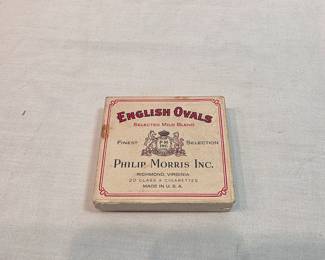 ENGLISH OVALS
SELECTED MILD BLEND
FINEST SELECTION
PHILIP MORRIS INC.
RICHMOND, VIRGINIA
20 CLASS A CIGARETTES
MADE IN U.S.A.